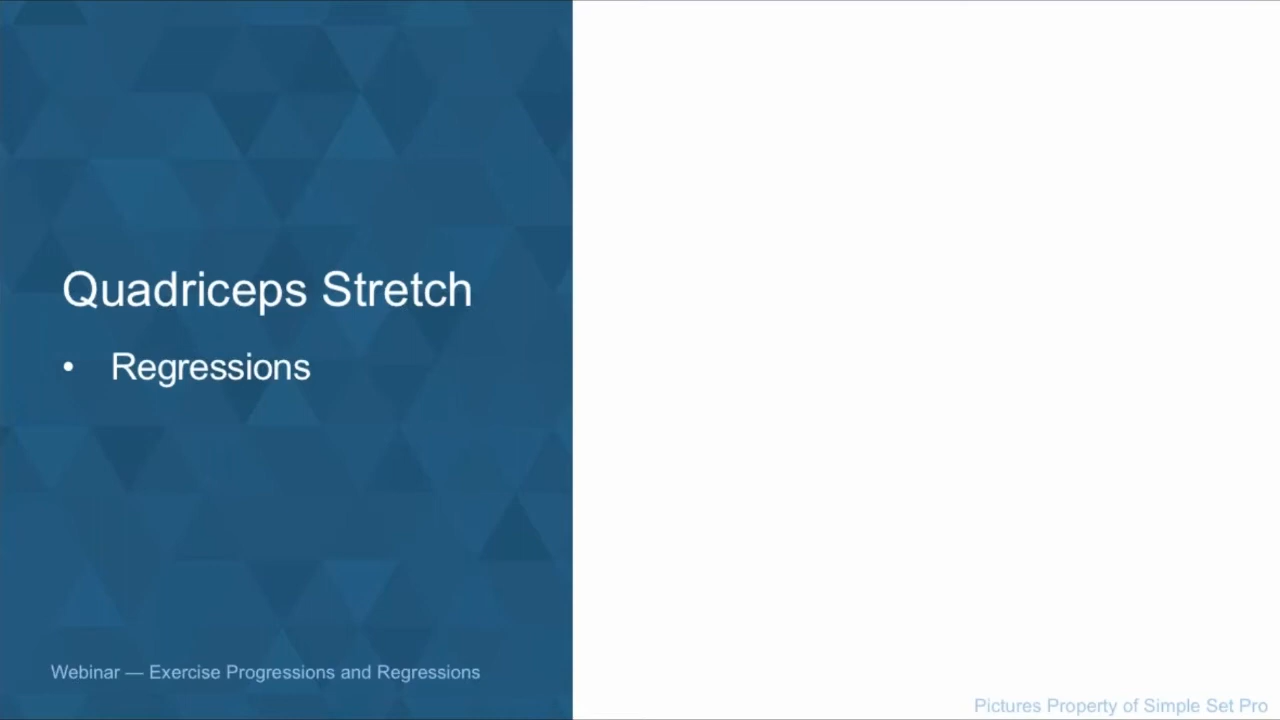 Quadriceps Stretch
• Regressions
Webinar — Exercise Progressions and Regressions
Pictures Property of Simple Set Pro